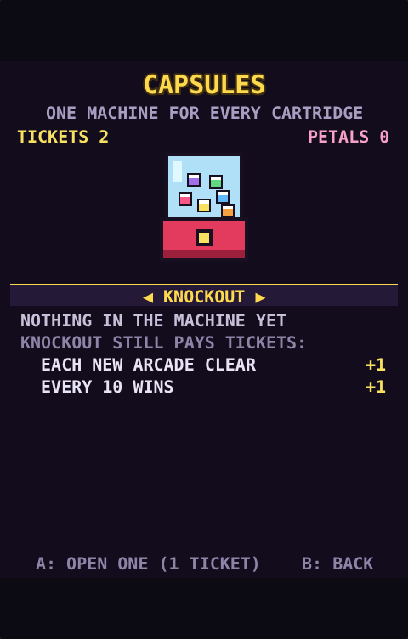 CAPSULES
ONE MACHINE FOR EVERY CARTRIDGE
TICKETS 2 PETALS 0
◀ KNOCKOUT ▶
NOTHING IN THE MACHINE YET
KNOCKOUT STILL PAYS TICKETS:
EACH NEW ARCADE CLEAR +1
EVERY 10 WINS +1
A: OPEN ONE (1 TICKET) B: BACK